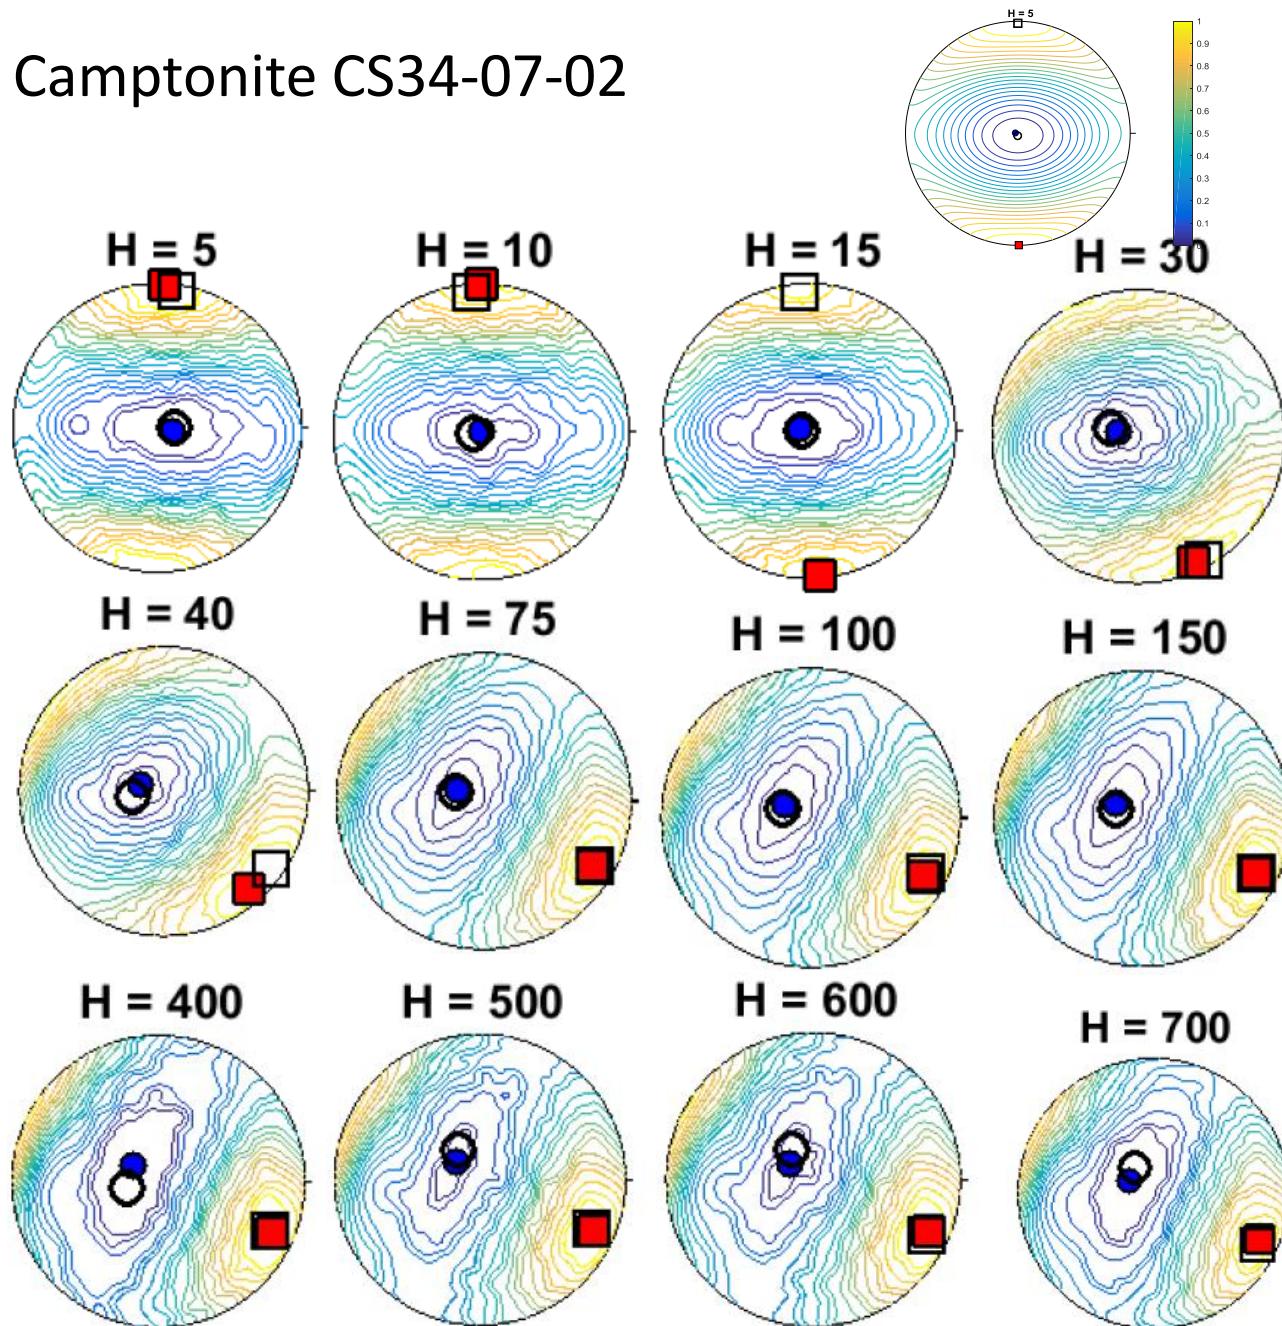 Camptonite CS34-07-02
H = 5
1
0.9
0.8
0.7
0.6
0.5
0.4
0.3
0.2
0.1
H = 5
H = 10
H = 15
H = 30
H = 40
H = 75
H = 100
H = 150
H = 400
H = 500
H = 600
H = 700